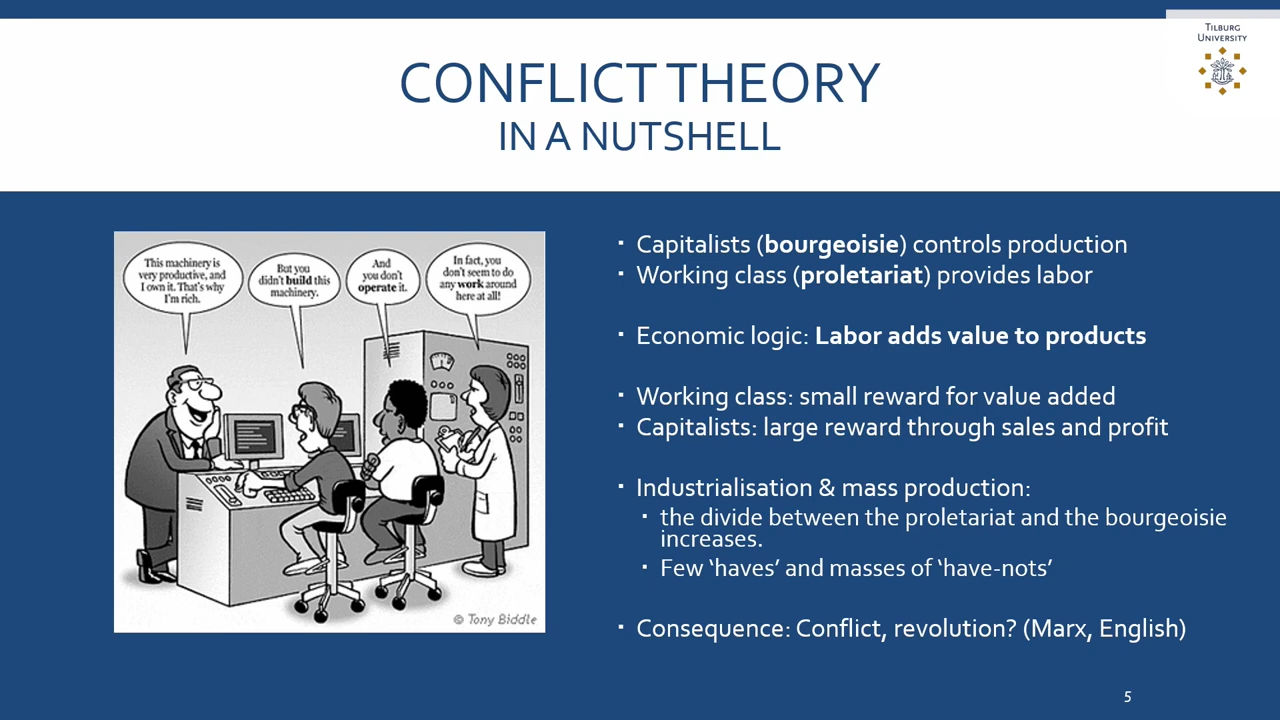 TILBURG
UNIVERSITY
CONFLICT THEORY
IN A NUTSHELL
This machinery is
very productive, and
I own it. That's why
I'm rich.
But you
didn't build this
machinery.
And
you don't
operate it.
In fact, you
don't seem to do
any work around
here at all!
© Tony Biddle
▪ Capitalists (bourgeoisie) controls production
▪ Working class (proletariat) provides labor
▪ Economic logic: Labor adds value to products
▪ Working class: small reward for value added
▪ Capitalists: large reward through sales and profit
▪ Industrialisation & mass production:
▪ the divide between the proletariat and the bourgeoisie
increases.
▪ Few ‘haves’ and masses of ‘have-nots’
▪ Consequence: Conflict, revolution? (Marx, English)
5